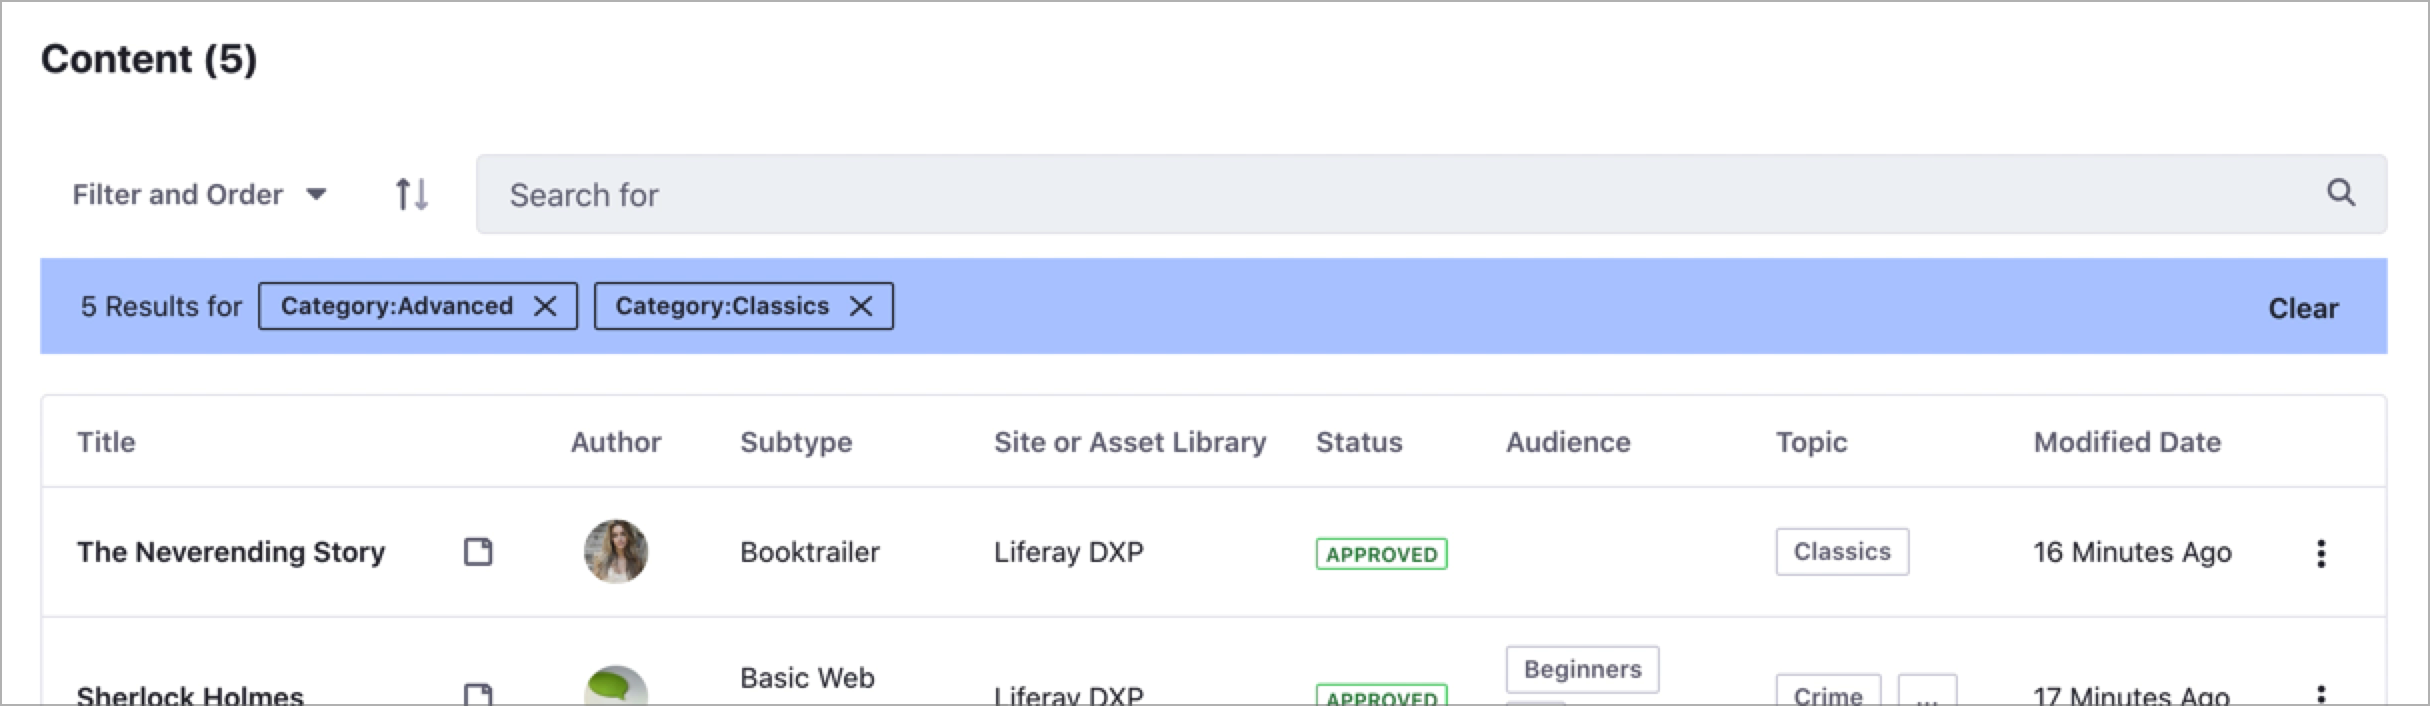 Content (5)
Filter and Order
Search for
5 Results for Category:Advanced Category:Classics Clear
Title Author Subtype Site or Asset Library Status Audience Topic Modified Date
The Neverending Story Booktrailer Liferay DXP APPROVED Classics 16 Minutes Ago
Beginners
Basic Web
Sherlock Holmes Liferay DXP APPROVED Crime ... 17 Minutes Ago